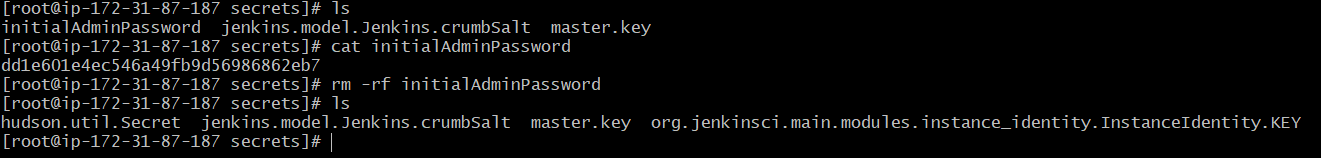 [root@ip-172-31-87-187 secrets]# ls
initialAdminPassword  jenkins.model.Jenkins.crumbSalt  master.key
[root@ip-172-31-87-187 secrets]# cat initialAdminPassword
dd1e601e4ec546a49fb9d56986862eb7
[root@ip-172-31-87-187 secrets]# rm -rf initialAdminPassword
[root@ip-172-31-87-187 secrets]# ls
hudson.util.Secret  jenkins.model.Jenkins.crumbSalt  master.key  org.jenkinsci.main.modules.instance_identity.InstanceIdentity.KEY
[root@ip-172-31-87-187 secrets]#